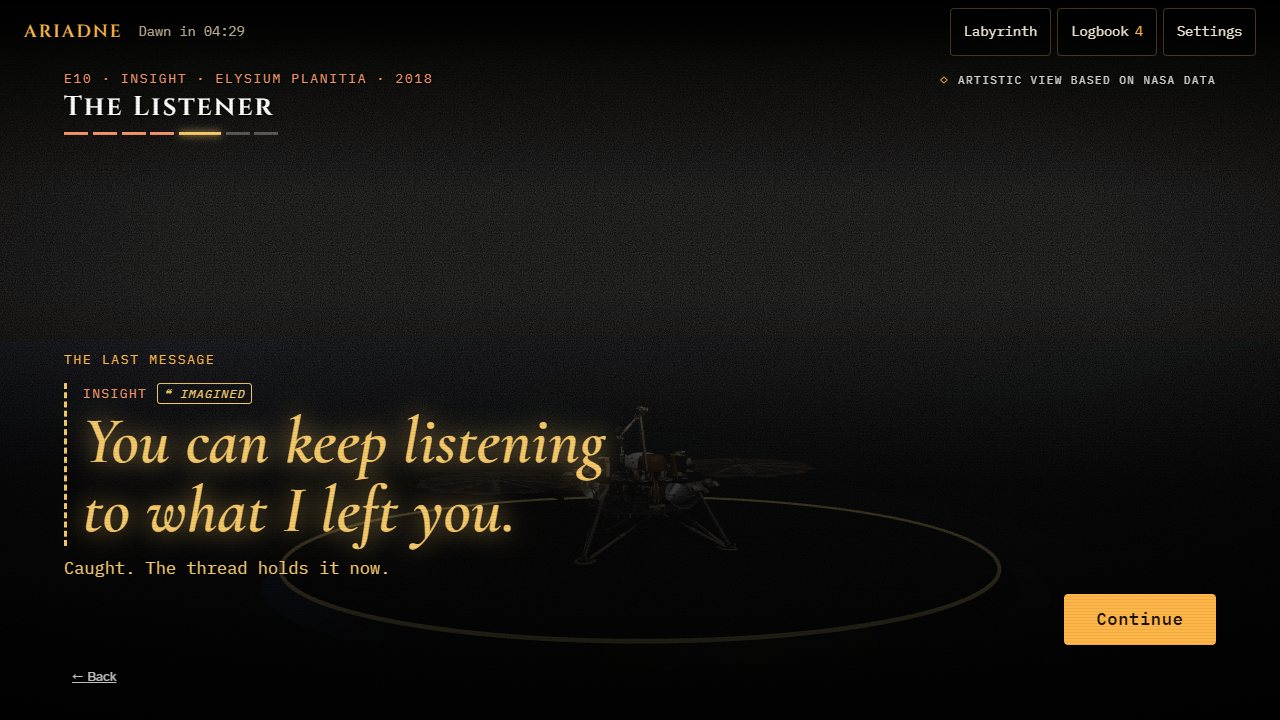 ARIADNE Dawn in 04:29 Labyrinth Logbook 4 Settings
E10 · INSIGHT · ELYSIUM PLANITIA · 2018
◇ ARTISTIC VIEW BASED ON NASA DATA
The Listener
THE LAST MESSAGE
INSIGHT ❝ IMAGINED
You can keep listening
to what I left you.
Caught. The thread holds it now.
Continue
← Back